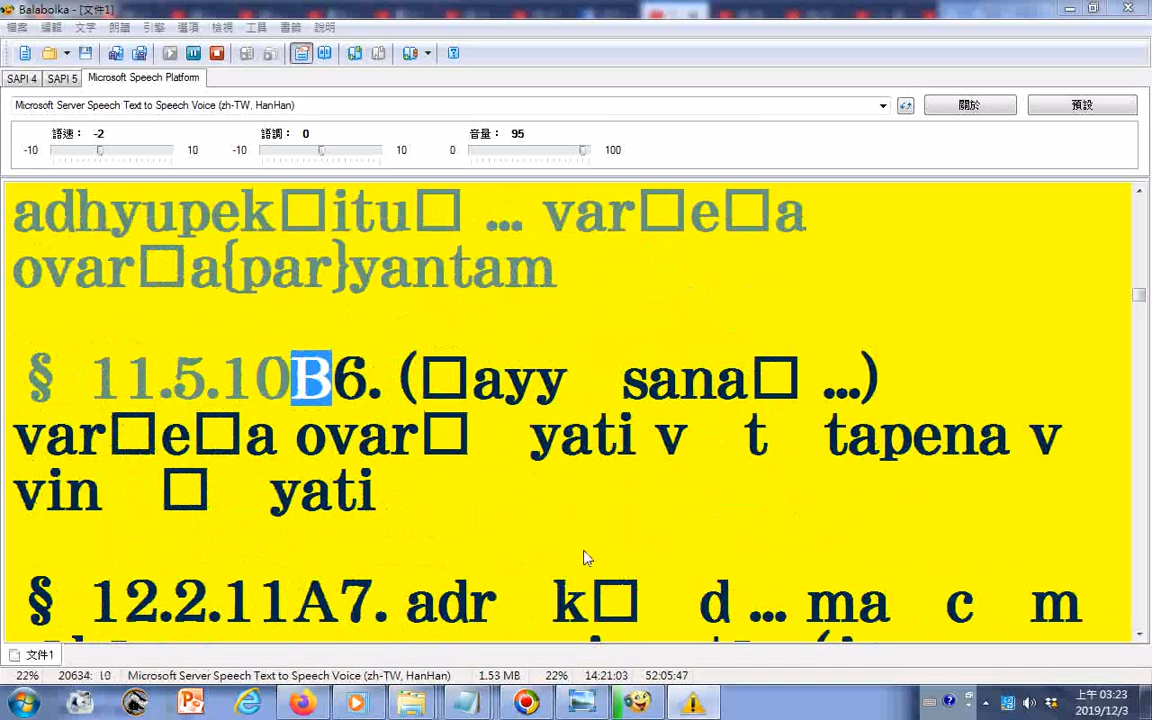 Balabolka - [文件1]
檔案 編輯 文字 朗誦 引擎 選項 檢視 工具 書籤 說明
SAPI 4 SAPI 5 Microsoft Speech Platform
Microsoft Server Speech Text to Speech Voice (zh-TW, HanHan) 關於 預設
語速： -2 語調： 0 音量： 95
-10 10 -10 10 0 100
adhyupek□itu□ ... var□e□a
ovar□a{par}yantam
§ 11.5.10B6. (□ayy sana□ ...)
var□e□a ovar□ yati v t tapena v
vin □ yati
§ 12.2.11A7. adr k□ d ... ma c m
文件1
22% 20634: 10 Microsoft Server Speech Text to Speech Voice (zh-TW, HanHan) 1.53 MB 22% 14:21:03 52:05:47
上午 03:23
2019/12/3